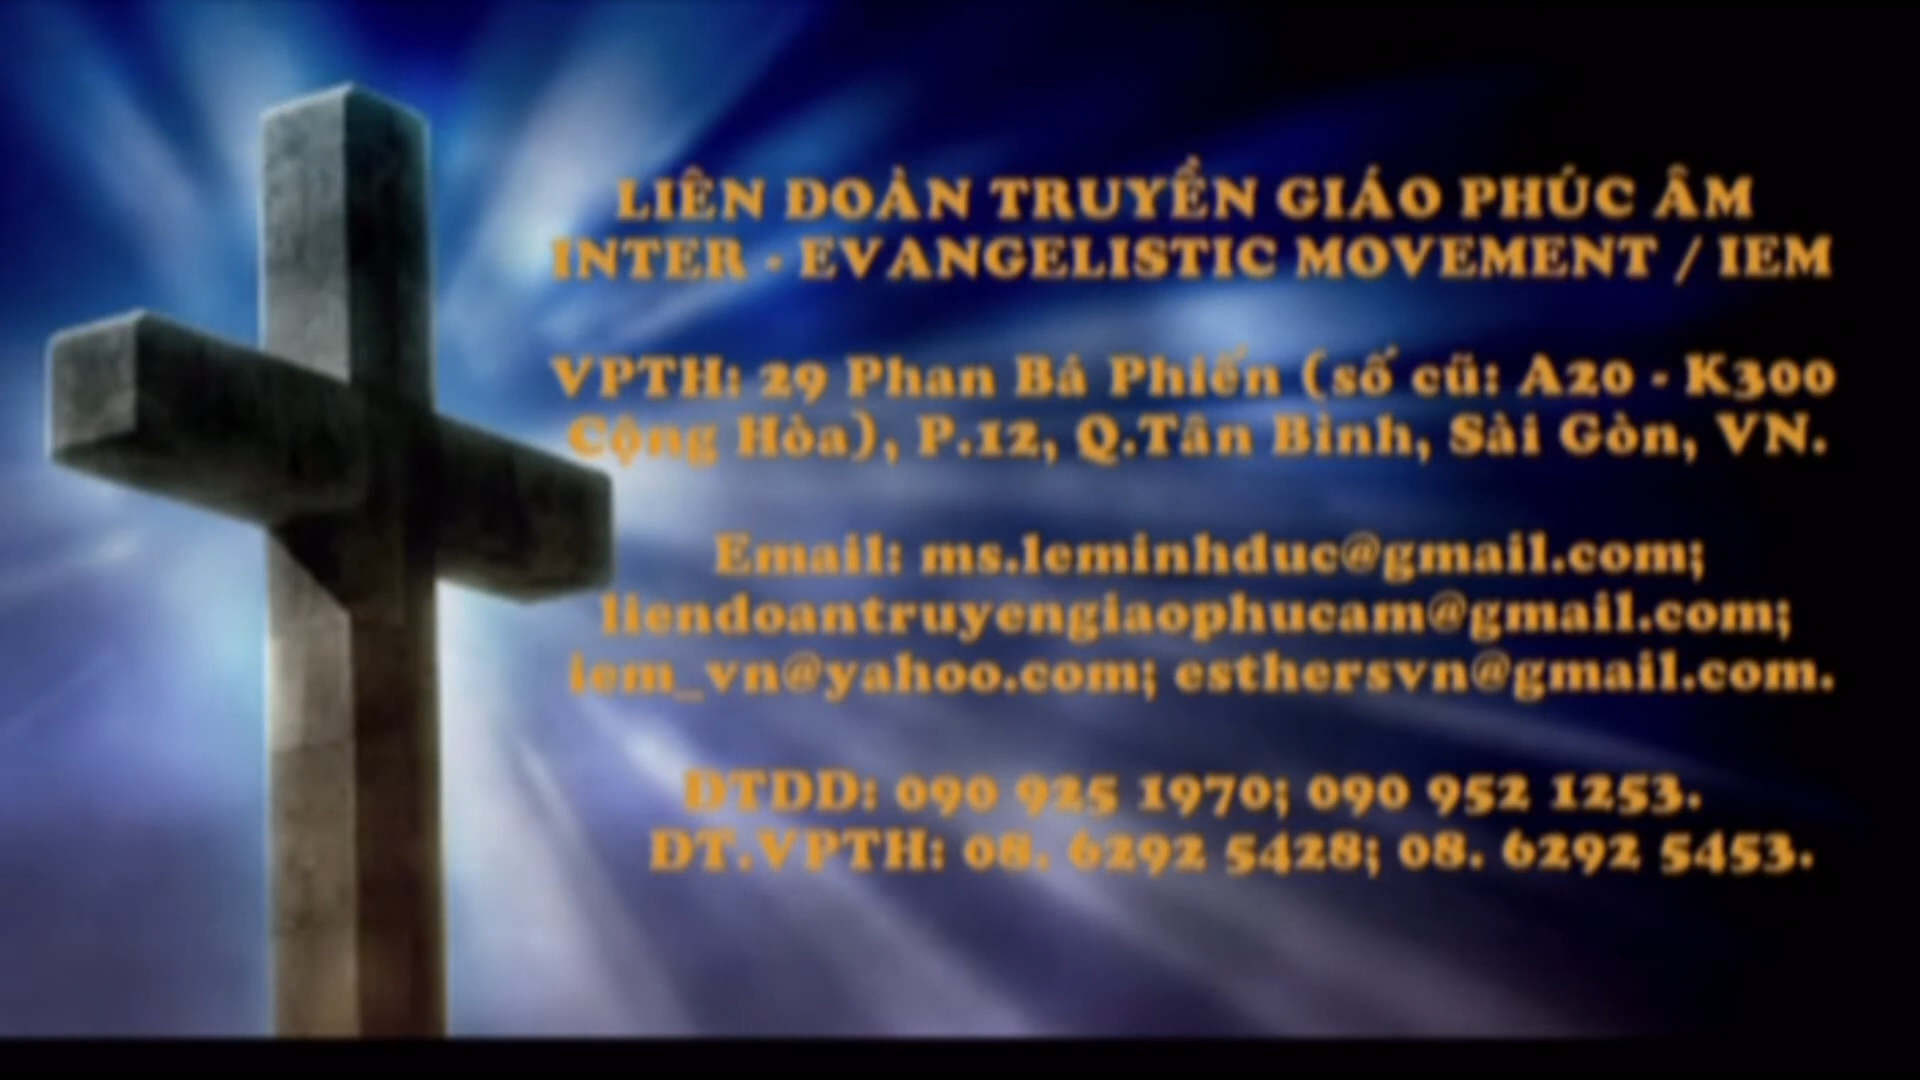 LIÊN ĐOÀN TRUYỀN GIÁO PHÚC ÂM
INTER - EVANGELISTIC MOVEMENT / IEM
VPTH: 29 Phan Bá Phiến (số cũ: A20 - K300
Cộng Hòa), P.12, Q.Tân Bình, Sài Gòn, VN.
Email: ms.leminhduc@gmail.com;
liendoantruyengiaophucam@gmail.com;
iem_vn@yahoo.com; esthersvn@gmail.com.
ĐTDD: 090 925 1970; 090 952 1253.
ĐT.VPTH: 08. 6292 5428; 08. 6292 5453.